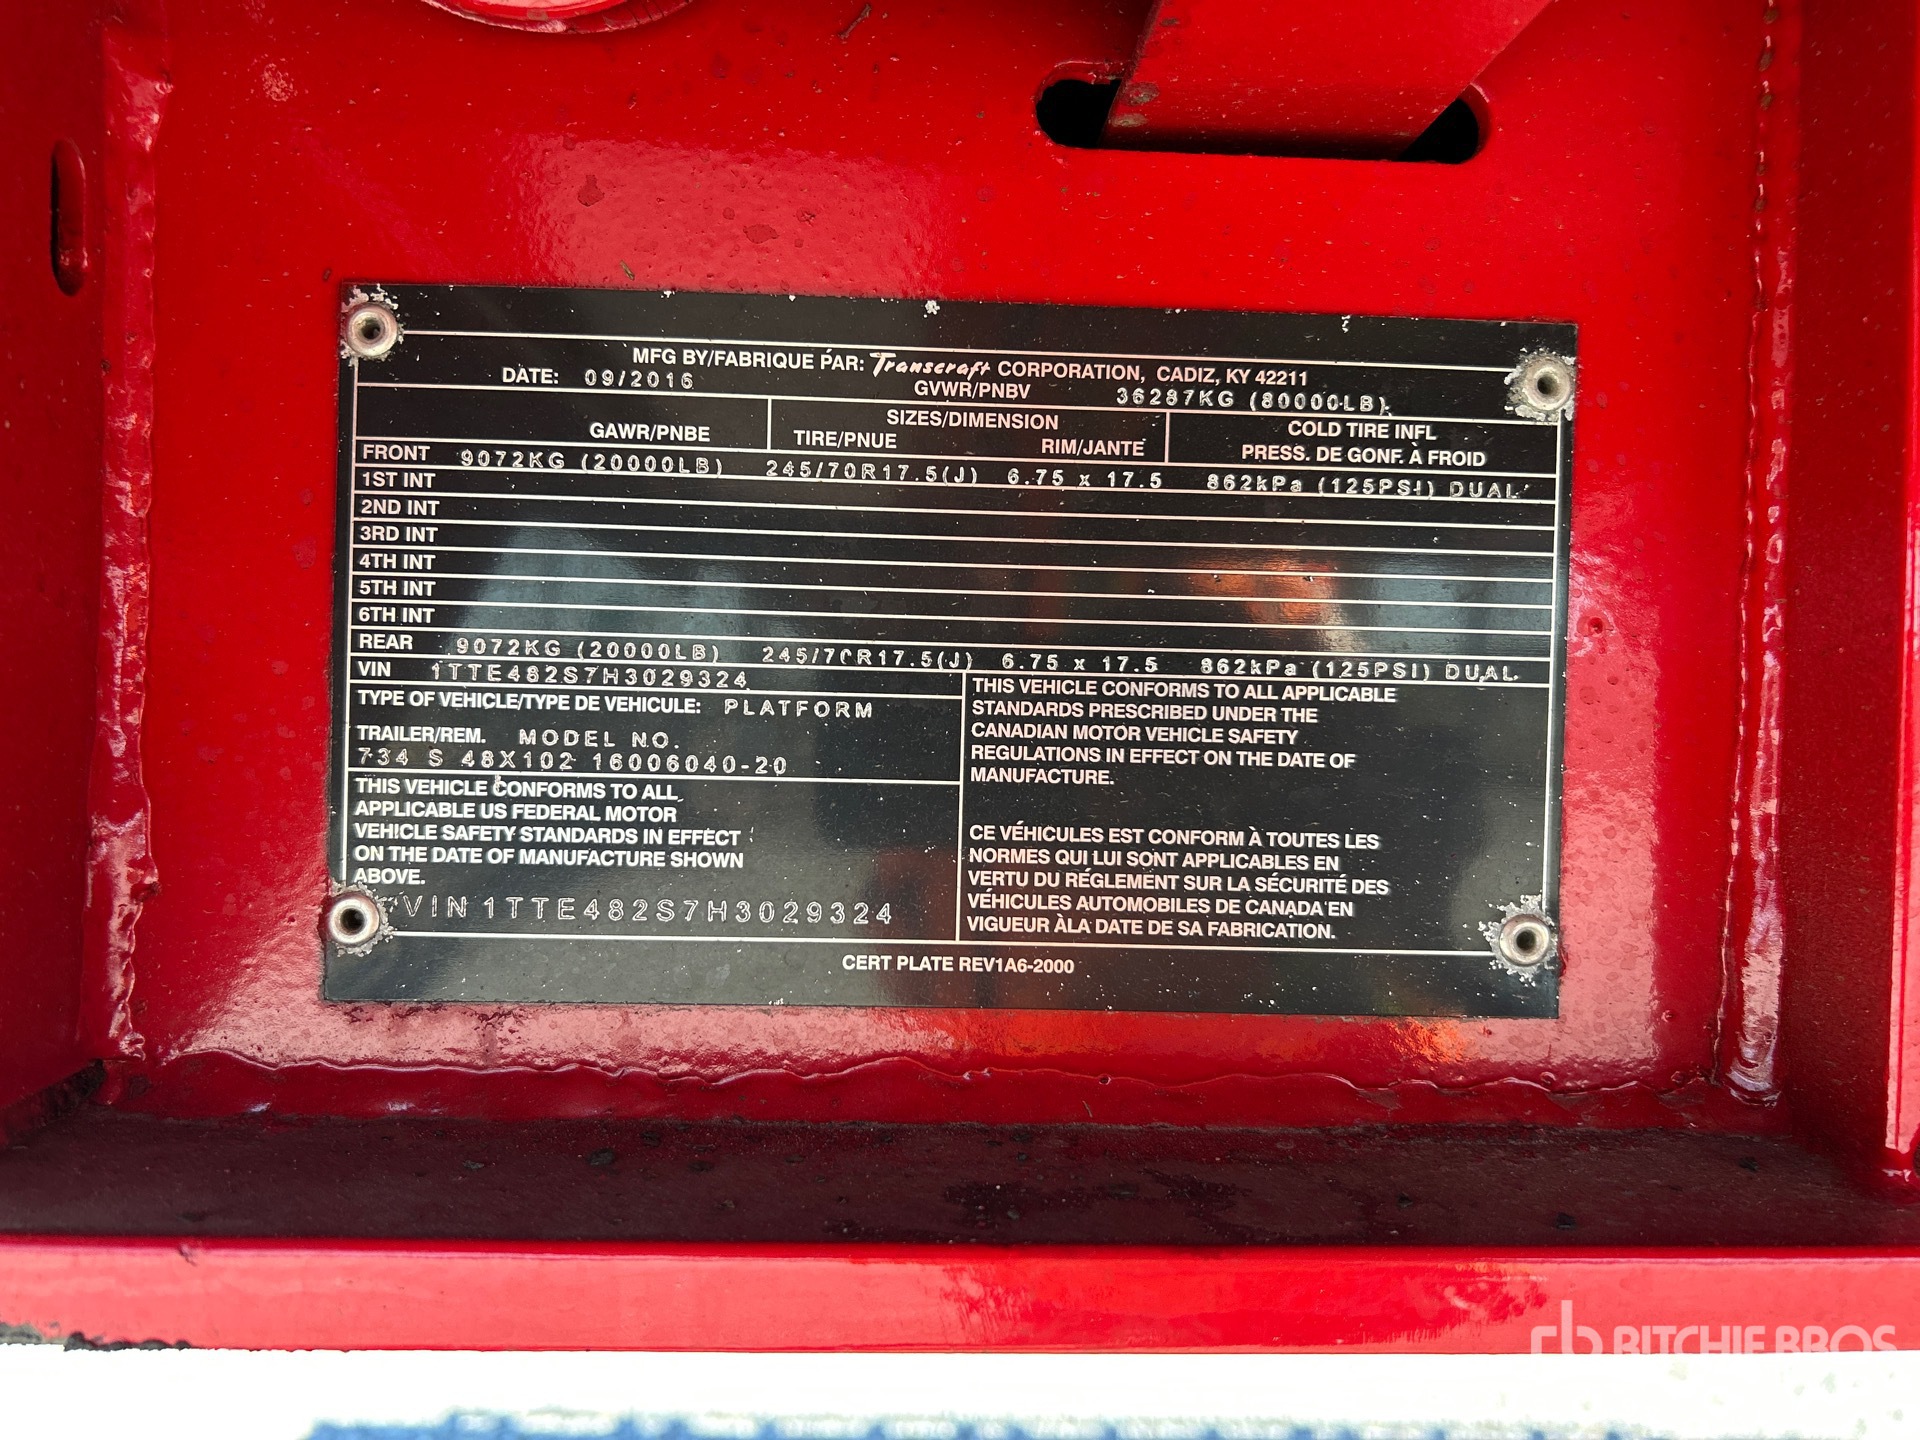 MFG BY/FABRIQUE PAR: Transcraft CORPORATION, CADIZ, KY 42211
DATE: 09/2016 GVWR/PNBV 36287KG (80000LB)
SIZES/DIMENSION
GAWR/PNBE TIRE/PNUE RIM/JANTE COLD TIRE INFL
PRESS. DE GONF. À FROID
FRONT 9072KG (20000LB) 245/70R17.5(J) 6.75 x 17.5 862kPa (125PSI) DUAL
1ST INT
2ND INT
3RD INT
4TH INT
5TH INT
6TH INT
REAR 9072KG (20000LB) 245/70R17.5(J) 6.75 x 17.5 862kPa (125PSI) DUAL
VIN 1TTE482S7H3029324
TYPE OF VEHICLE/TYPE DE VEHICULE: PLATFORM
TRAILER/REM. MODEL NO.
734 S 48X102 16006040-20
THIS VEHICLE CONFORMS TO ALL
APPLICABLE US FEDERAL MOTOR
VEHICLE SAFETY STANDARDS IN EFFECT
ON THE DATE OF MANUFACTURE SHOWN
ABOVE.
VIN 1TTE482S7H3029324
THIS VEHICLE CONFORMS TO ALL APPLICABLE
STANDARDS PRESCRIBED UNDER THE
CANADIAN MOTOR VEHICLE SAFETY
REGULATIONS IN EFFECT ON THE DATE OF
MANUFACTURE.
CE VÉHICULES EST CONFORM À TOUTES LES
NORMES QUI LUI SONT APPLICABLES EN
VERTU DU RÉGLEMENT SUR LA SÉCURITÉ DES
VÉHICULES AUTOMOBILES DE CANADA EN
VIGUEUR ÀLA DATE DE SA FABRICATION.
CERT PLATE REV1A6-2000
rb RITCHIE BROS